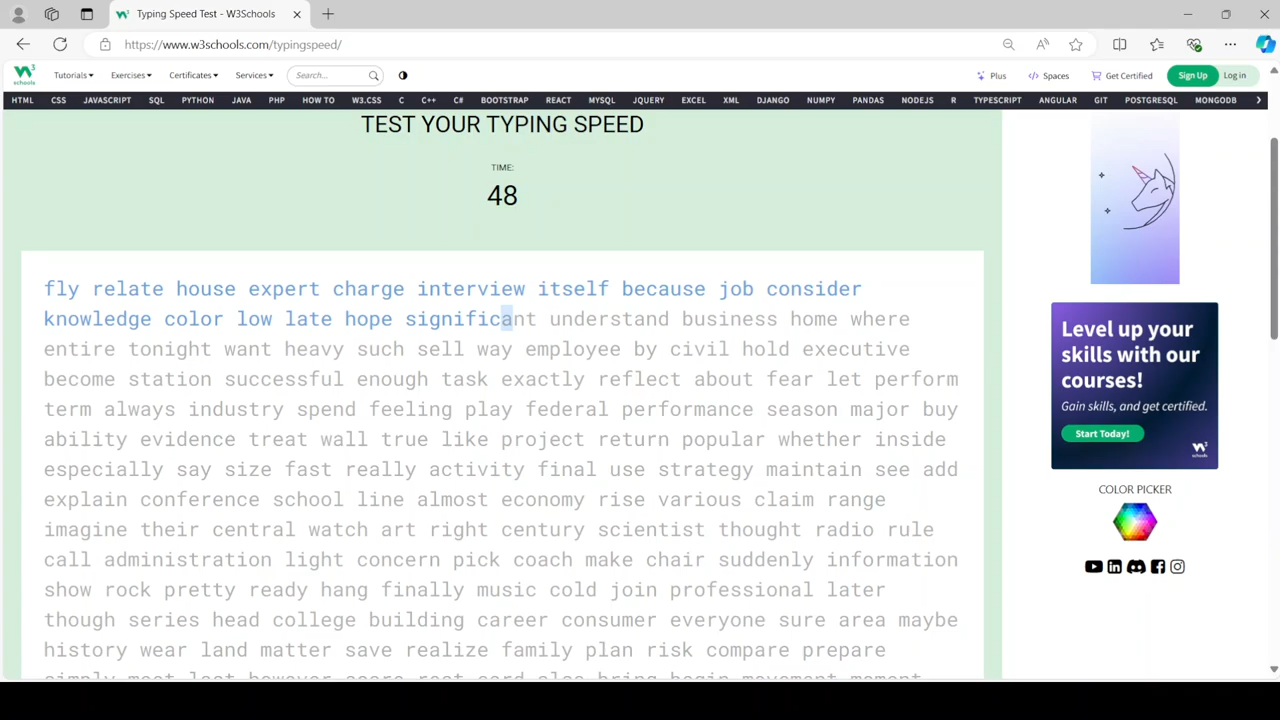 Typing Speed Test - W3Schools
https://www.w3schools.com/typingspeed/
W3 schools Tutorials Exercises Certificates Services Search... Plus Spaces Get Certified Sign Up Log in
HTML CSS JAVASCRIPT SQL PYTHON JAVA PHP HOW TO W3.CSS C C++ C# BOOTSTRAP REACT MYSQL JQUERY EXCEL XML DJANGO NUMPY PANDAS NODEJS R TYPESCRIPT ANGULAR GIT POSTGRESQL MONGODB
TEST YOUR TYPING SPEED
TIME:
48
fly relate house expert charge interview itself because job consider
knowledge color low late hope significant understand business home where
entire tonight want heavy such sell way employee by civil hold executive
become station successful enough task exactly reflect about fear let perform
term always industry spend feeling play federal performance season major buy
ability evidence treat wall true like project return popular whether inside
especially say size fast really activity final use strategy maintain see add
explain conference school line almost economy rise various claim range
imagine their central watch art right century scientist thought radio rule
call administration light concern pick coach make chair suddenly information
show rock pretty ready hang finally music cold join professional later
though series head college building career consumer everyone sure area maybe
history wear land matter save realize family plan risk compare prepare
Level up your
skills with our
courses!
Gain skills, and get certified.
Start Today!
W3 schools
COLOR PICKER